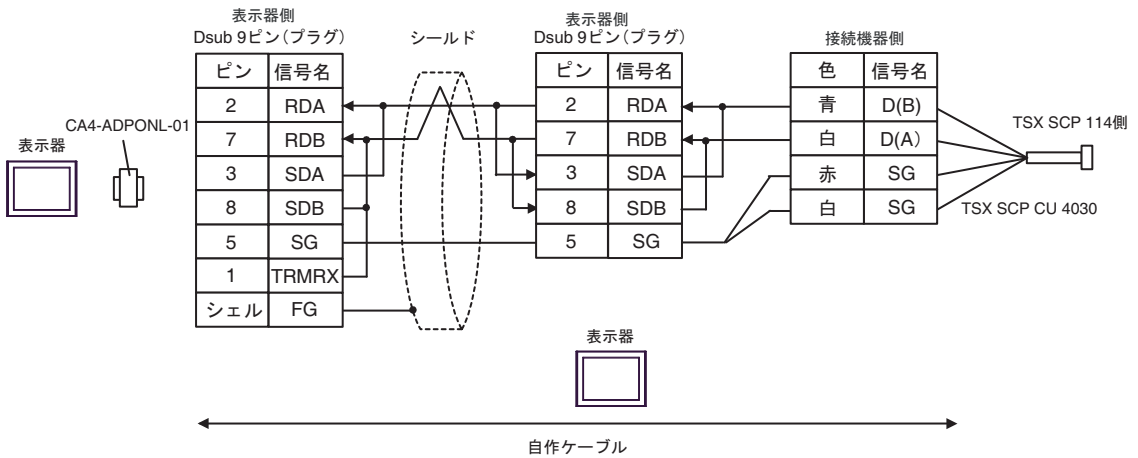 表示器側
Dsub 9ピン(プラグ)
シールド
表示器側
Dsub 9ピン(プラグ)
接続機器側
ピン 信号名
2 RDA
7 RDB
3 SDA
8 SDB
5 SG
1 TRMRX
シェル FG
ピン 信号名
2 RDA
7 RDB
3 SDA
8 SDB
5 SG
色 信号名
青 D(B)
白 D(A)
赤 SG
白 SG
CA4-ADPONL-01
表示器
TSX SCP 114側
TSX SCP CU 4030
表示器
自作ケーブル